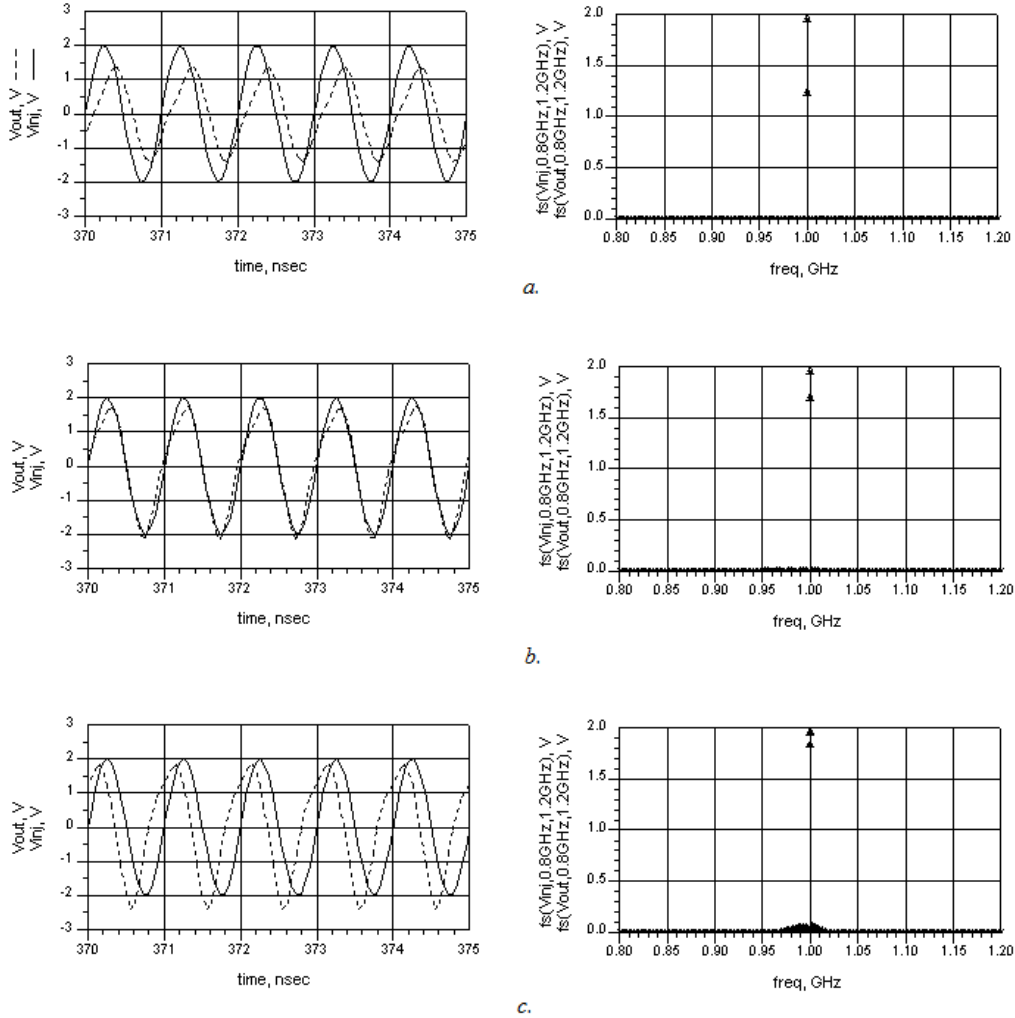 Vout, V - - -
Vinj, V —
3
2
1
0
-1
-2
-3
370 371 372 373 374 375
time, nsec
fs(Vinj,0.8GHz,1.2GHz), V
fs(Vout,0.8GHz,1.2GHz), V
2.0
1.5
1.0
0.5
0.0
0.80 0.85 0.90 0.95 1.00 1.05 1.10 1.15 1.20
freq, GHz
a.
Vout, V
Vinj, V
3
2
1
0
-1
-2
-3
370 371 372 373 374 375
time, nsec
fs(Vinj,0.8GHz,1.2GHz), V
fs(Vout,0.8GHz,1.2GHz), V
2.0
1.5
1.0
0.5
0.0
0.80 0.85 0.90 0.95 1.00 1.05 1.10 1.15 1.20
freq, GHz
b.
Vout, V
Vinj, V
3
2
1
0
-1
-2
-3
370 371 372 373 374 375
time, nsec
fs(Vinj,0.8GHz,1.2GHz), V
fs(Vout,0.8GHz,1.2GHz), V
2.0
1.5
1.0
0.5
0.0
0.80 0.85 0.90 0.95 1.00 1.05 1.10 1.15 1.20
freq, GHz
c.